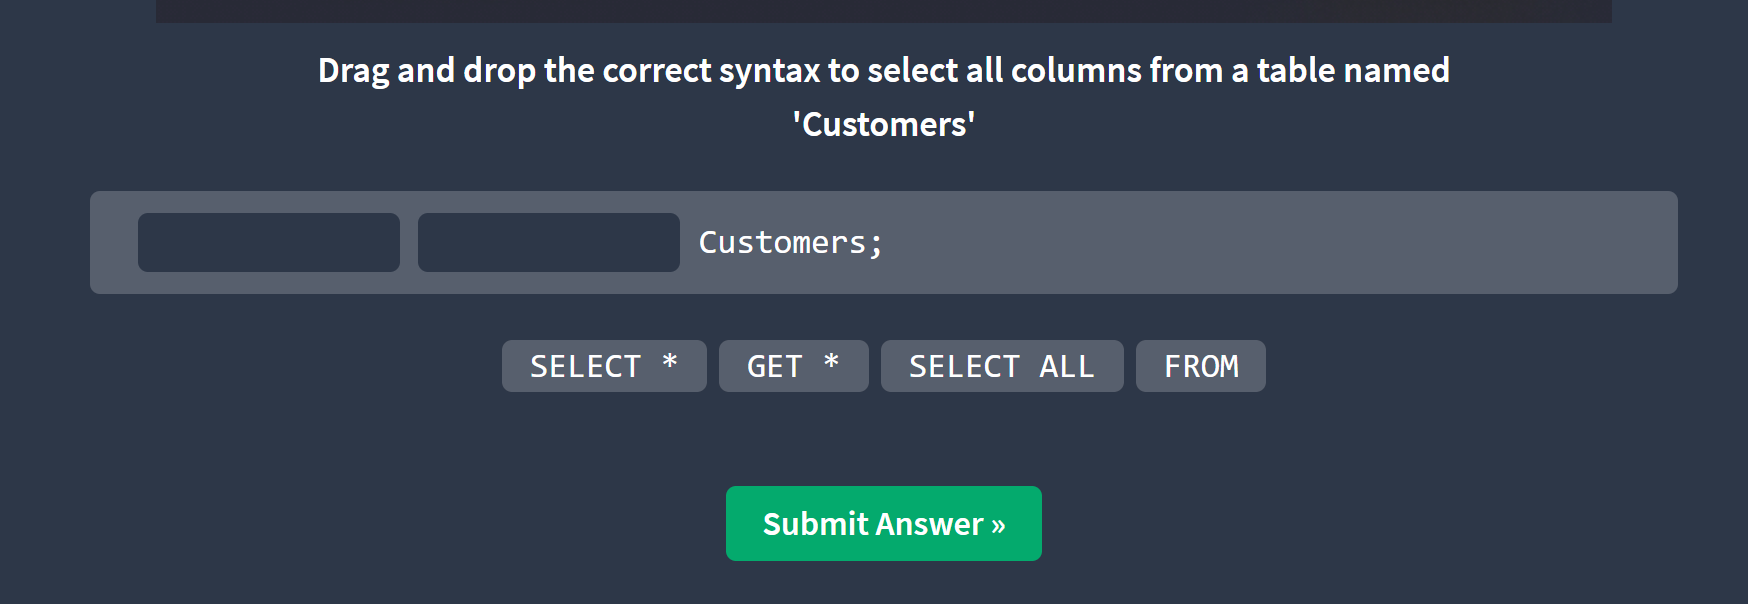 Drag and drop the correct syntax to select all columns from a table named
'Customers'
Customers;
SELECT * GET * SELECT ALL FROM
Submit Answer »